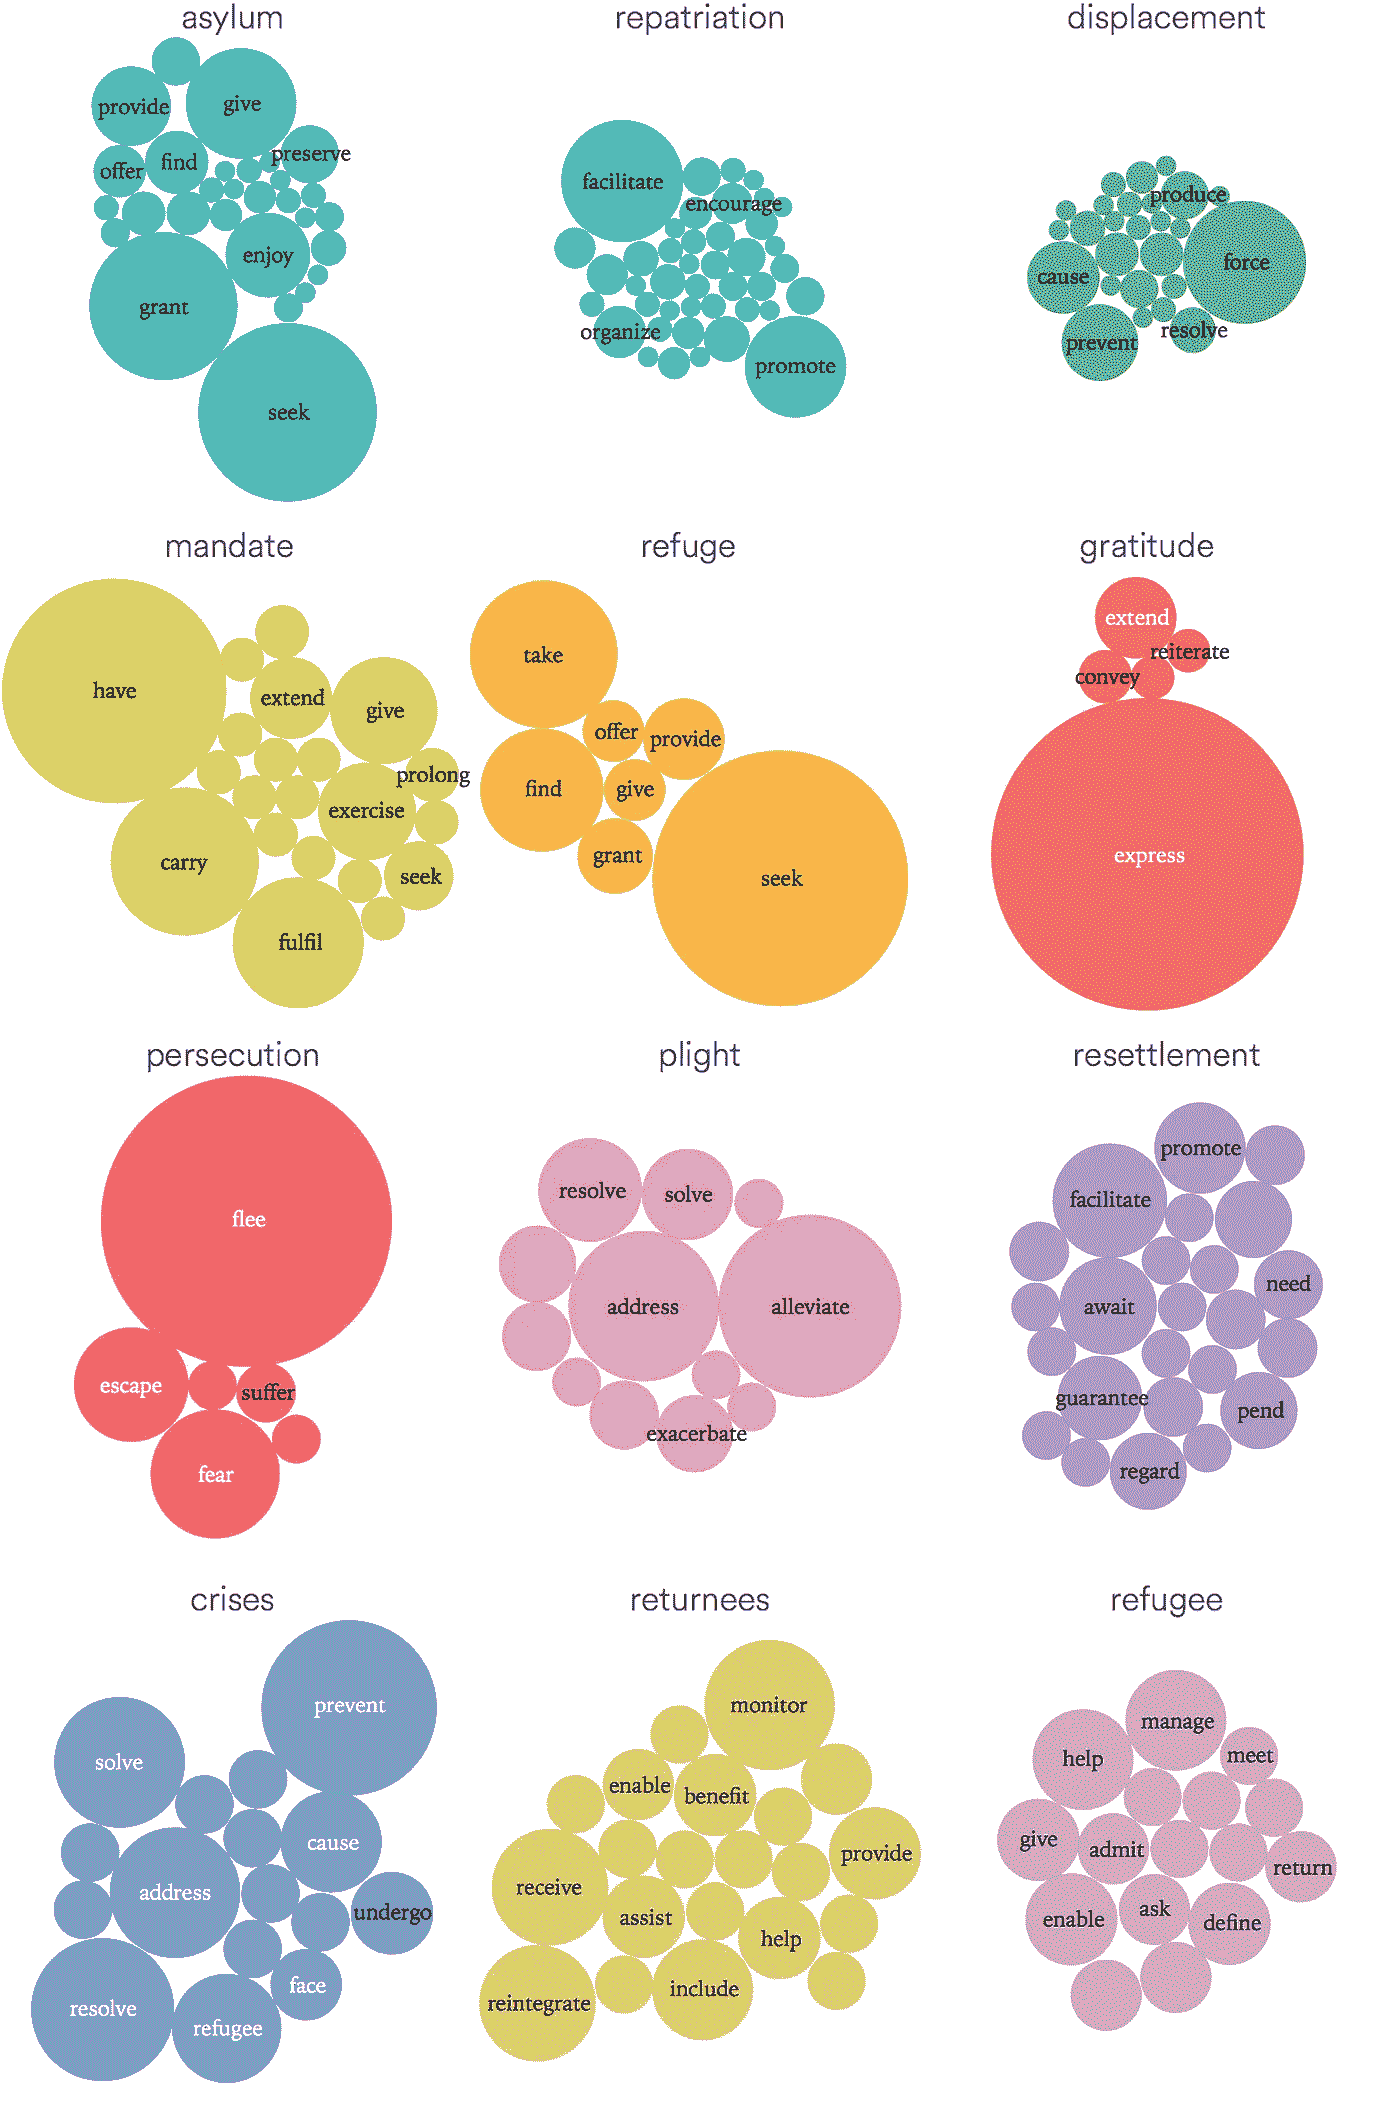 asylum
provide
give
offer
find
preserve
enjoy
grant
seek
repatriation
facilitate
encourage
organize
promote
displacement
produce
cause
force
prevent
resolve
mandate
have
extend
give
prolong
exercise
carry
seek
fulfil
refuge
take
offer
provide
find
give
grant
seek
gratitude
extend
reiterate
convey
express
persecution
flee
escape
suffer
fear
plight
resolve
solve
address
alleviate
exacerbate
resettlement
promote
facilitate
need
await
guarantee
pend
regard
crises
prevent
solve
cause
address
undergo
face
resolve
refugee
returnees
monitor
enable
benefit
provide
receive
assist
help
include
reintegrate
refugee
manage
help
meet
give
admit
return
enable
ask
define